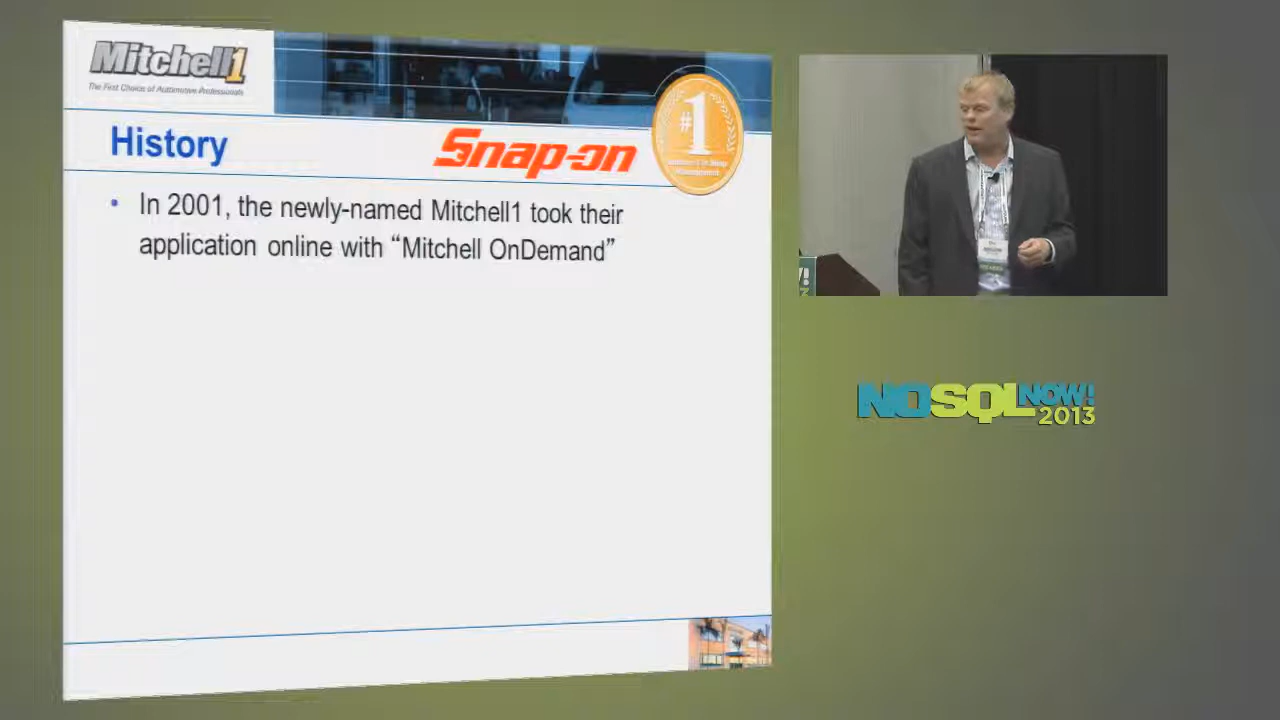 Mitchell1
The First Choice of Automotive Professionals
History
Snap-on
#1
• In 2001, the newly-named Mitchell1 took their
application online with “Mitchell OnDemand”
NOSQL NOW!
2013